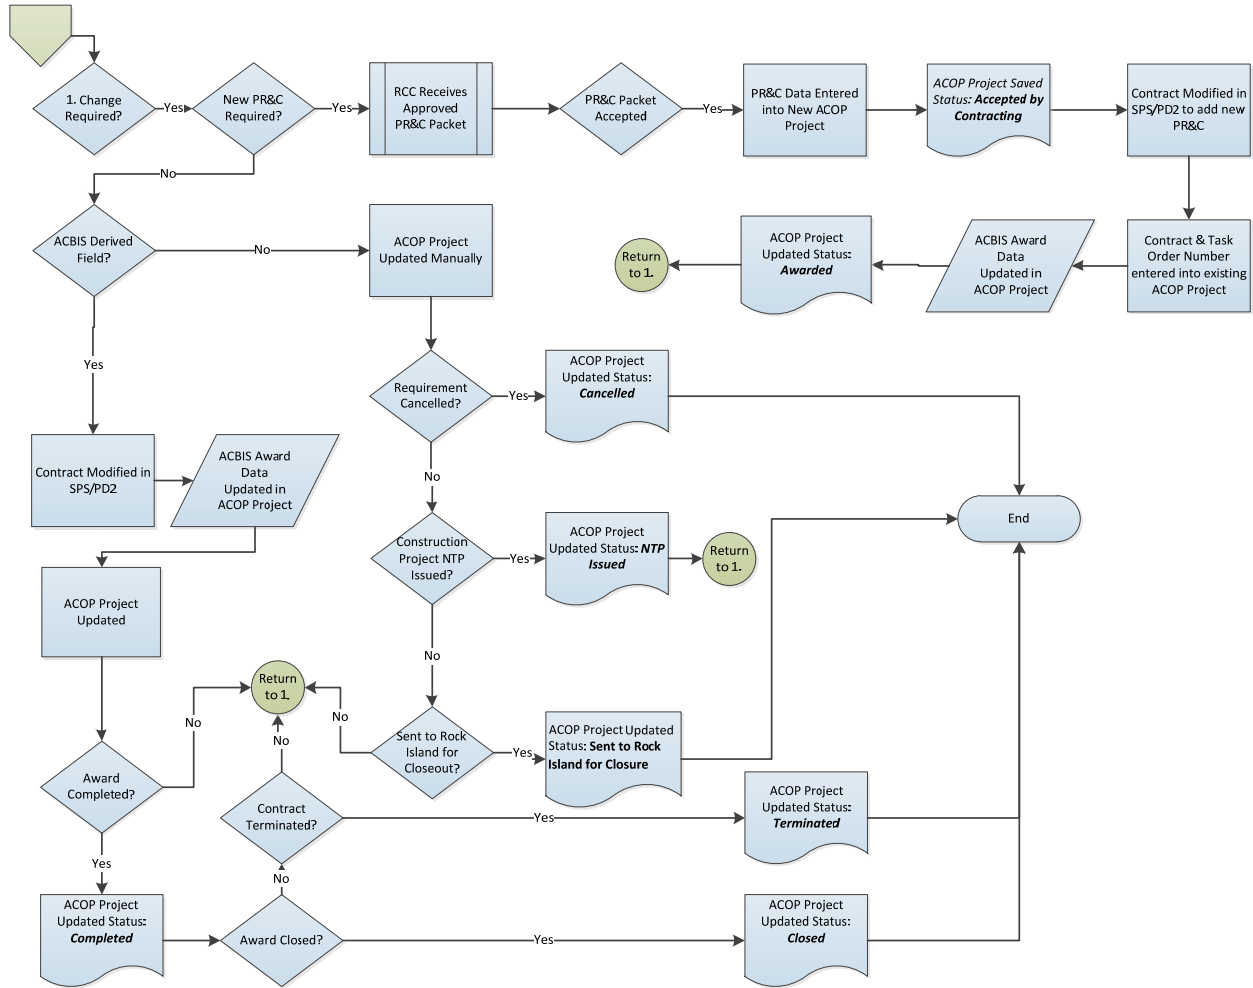 1. Change
Required?
Yes
New PR&C
Required?
Yes
RCC Receives
Approved
PR&C Packet
PR&C Packet
Accepted
Yes
PR&C Data Entered
into New ACOP
Project
ACOP Project Saved
Status: Accepted by
Contracting
Contract Modified in
SPS/PD2 to add new
PR&C
No
ACBIS Derived
Field?
No
ACOP Project
Updated Manually
Return
to 1.
ACOP Project
Updated Status:
Awarded
ACBIS Award
Data
Updated in
ACOP Project
Contract & Task
Order Number
entered into existing
ACOP Project
Yes
Requirement
Cancelled?
Yes
ACOP Project
Updated Status:
Cancelled
Contract Modified in
SPS/PD2
ACBIS Award
Data
Updated in
ACOP Project
No
End
Construction
Project NTP
Issued?
Yes
ACOP Project
Updated Status: NTP
Issued
Return
to 1.
ACOP Project
Updated
No
Return
to 1.
No
No
No
Sent to Rock
Island for
Closeout?
Yes
ACOP Project Updated
Status: Sent to Rock
Island for Closure
Award
Completed?
Contract
Terminated?
Yes
ACOP Project
Updated Status:
Terminated
Yes
No
ACOP Project
Updated Status:
Completed
Award Closed?
Yes
ACOP Project
Updated Status:
Closed